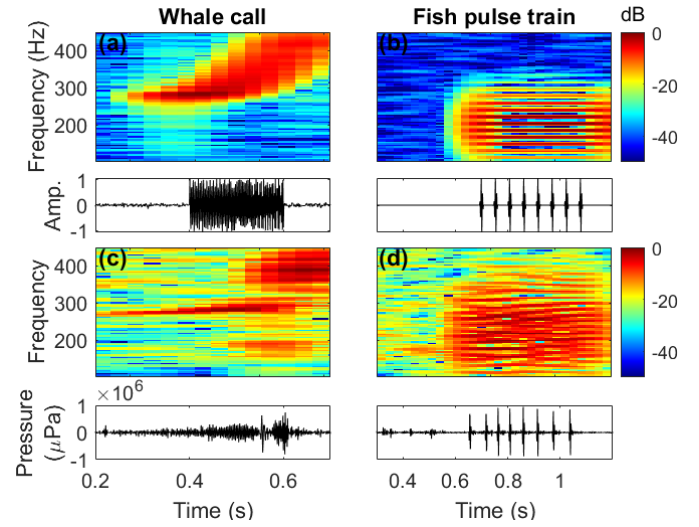 Whale call
Fish pulse train
dB
(a)
Frequency (Hz)
400
300
200
(b)
0
-20
-40
Amp.
1
0
-1
(c)
Frequency
400
300
200
(d)
0
-20
-40
×10⁶
Pressure
(μPa)
1
0
-1
0.2 0.4 0.6
0.4 0.6 0.8 1
Time (s)
Time (s)